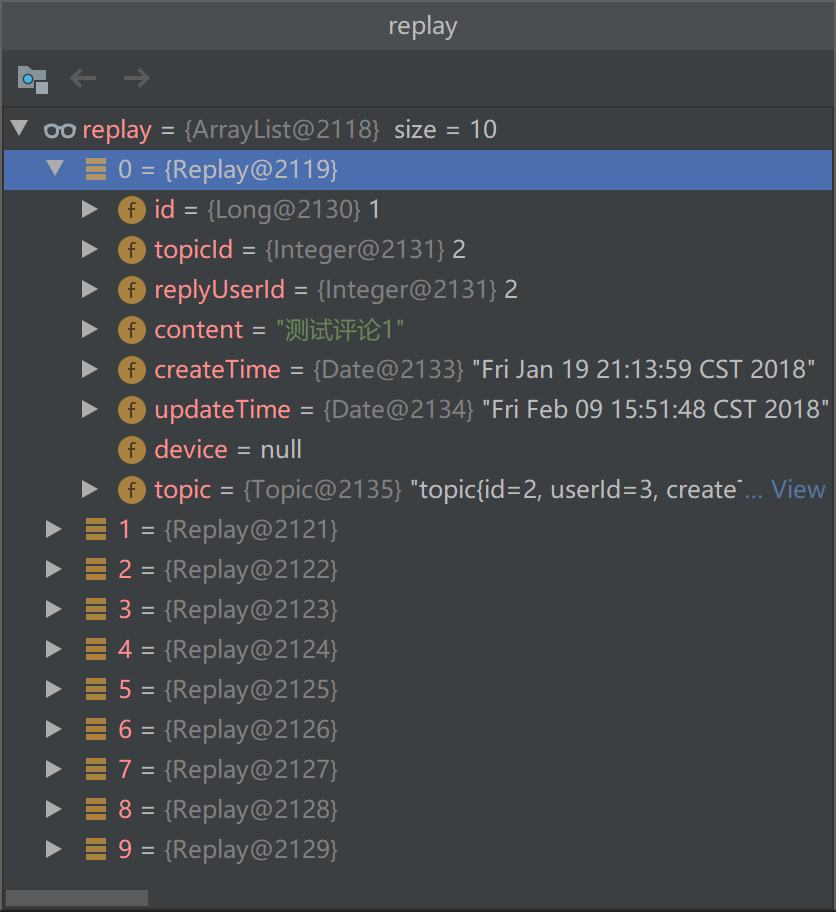 replay
replay = {ArrayList@2118} size = 10
0 = {Replay@2119}
f id = {Long@2130} 1
f topicId = {Integer@2131} 2
f replyUserId = {Integer@2131} 2
f content = "测试评论1"
f createTime = {Date@2133} "Fri Jan 19 21:13:59 CST 2018"
f updateTime = {Date@2134} "Fri Feb 09 15:51:48 CST 2018"
f device = null
f topic = {Topic@2135} "topic{id=2, userId=3, create... View
1 = {Replay@2121}
2 = {Replay@2122}
3 = {Replay@2123}
4 = {Replay@2124}
5 = {Replay@2125}
6 = {Replay@2126}
7 = {Replay@2127}
8 = {Replay@2128}
9 = {Replay@2129}